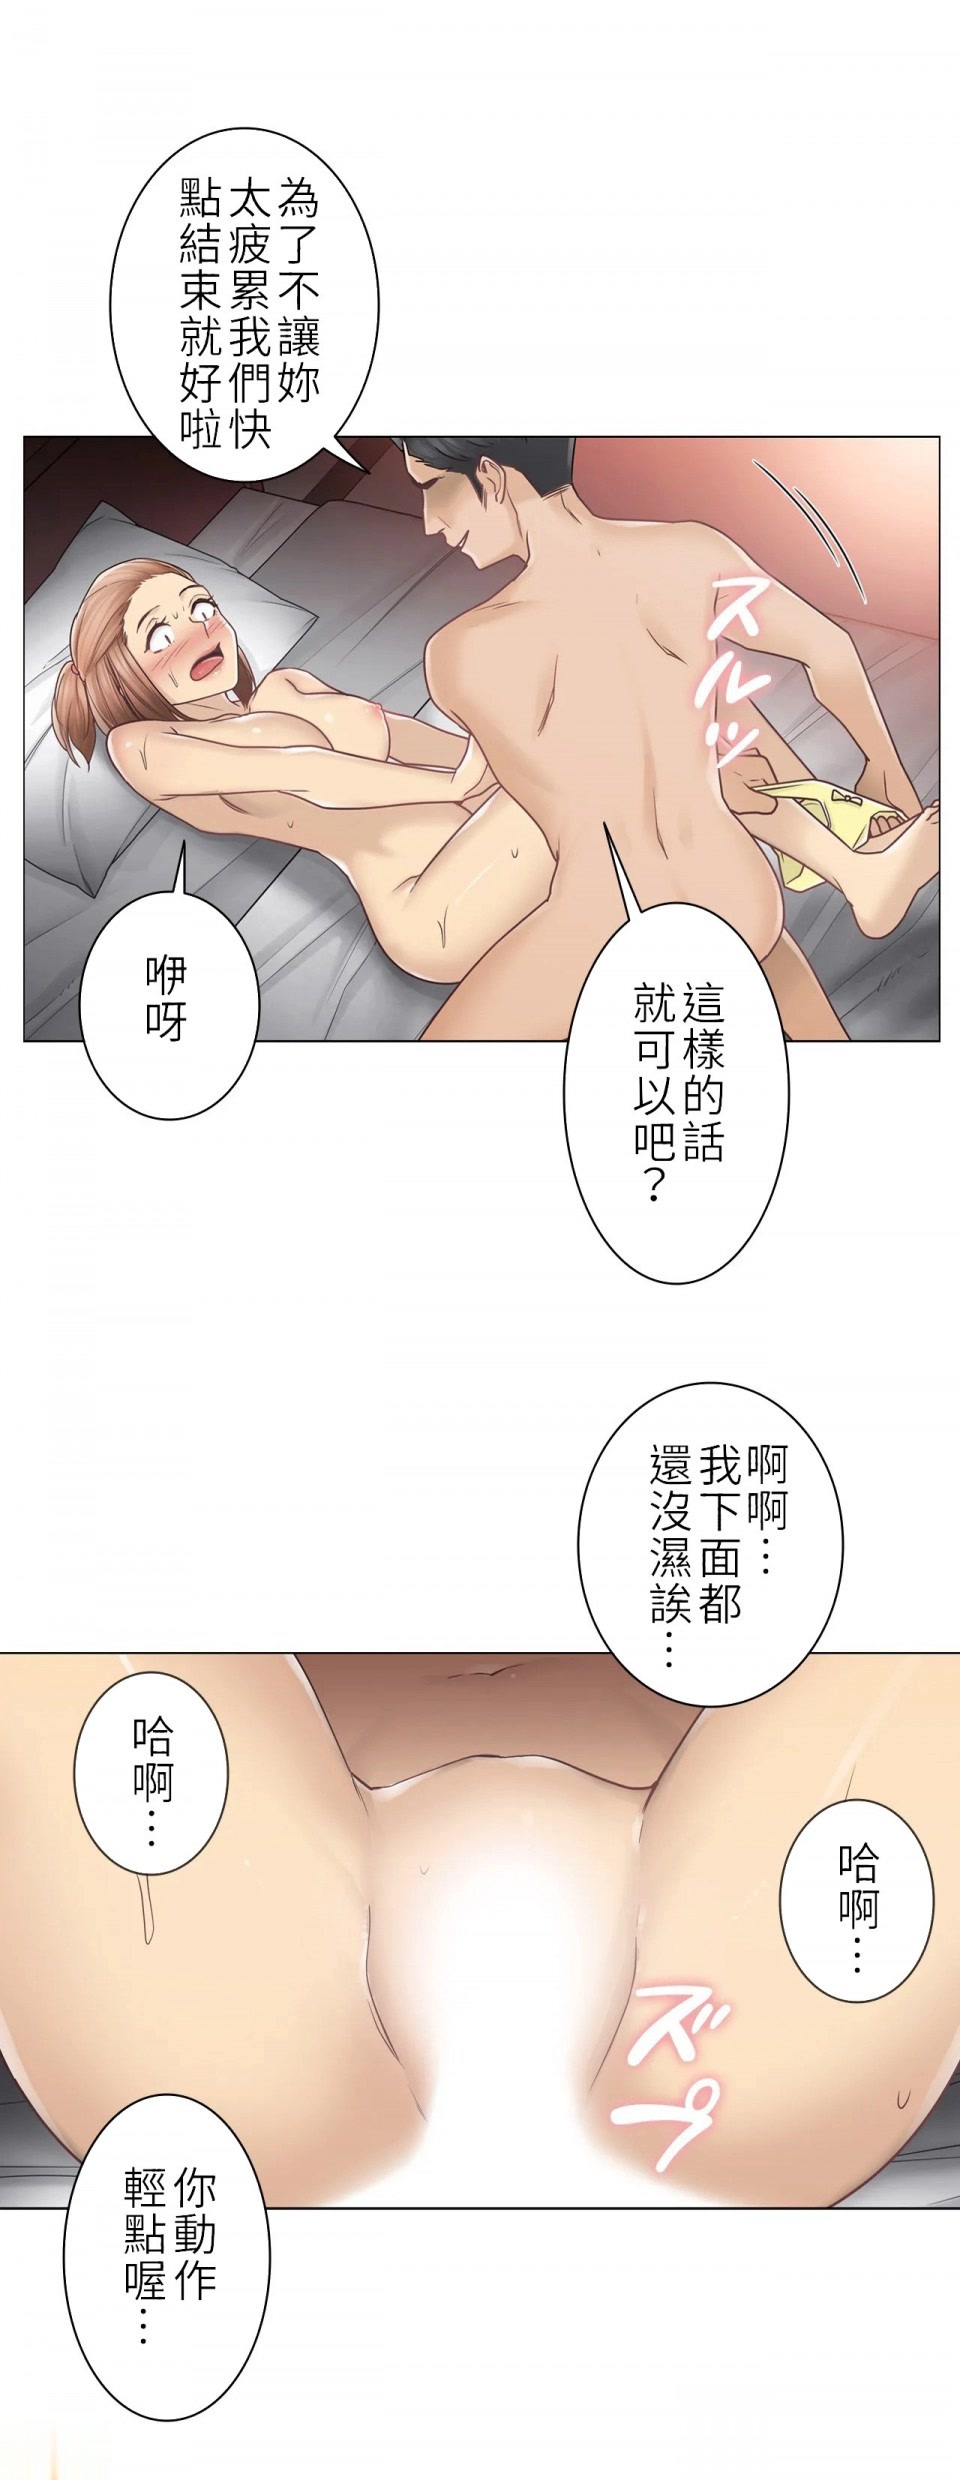 為了不讓妳
太疲累我們快
點結束就好啦
スルッ
咿呀
這樣的話
就可以吧？
啊啊…
我下面都
還沒濕誒…
哈啊…
哈啊…
ズプ
你動作
輕點喔…